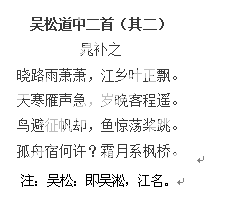 吴松道中二首（其二）
晁补之
晓路雨萧萧，江乡叶正飘。
天寒雁声急，岁晚客程遥。
鸟避征帆却，鱼惊荡桨跳。
孤舟宿何许？霜月系枫桥。
注：吴松：即吴淞，江名。